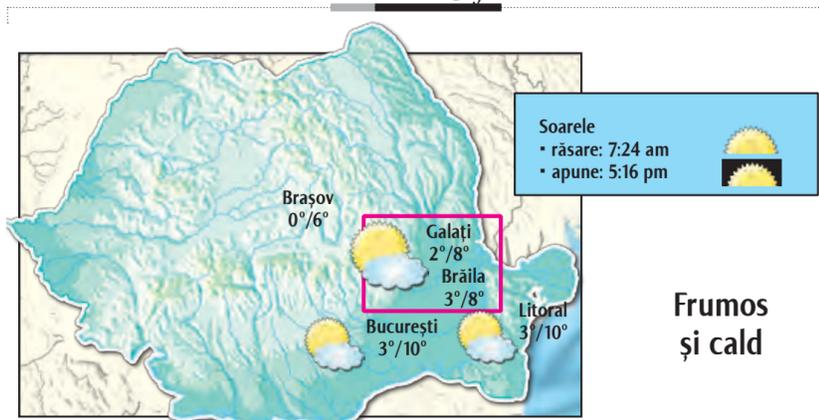 Soarele
▪ răsare: 7:24 am
▪ apune: 5:16 pm
Brașov
0°/6°
Galați
2°/8°
Brăila
3°/8°
Litoral
3°/10°
București
3°/10°
Frumos
și cald